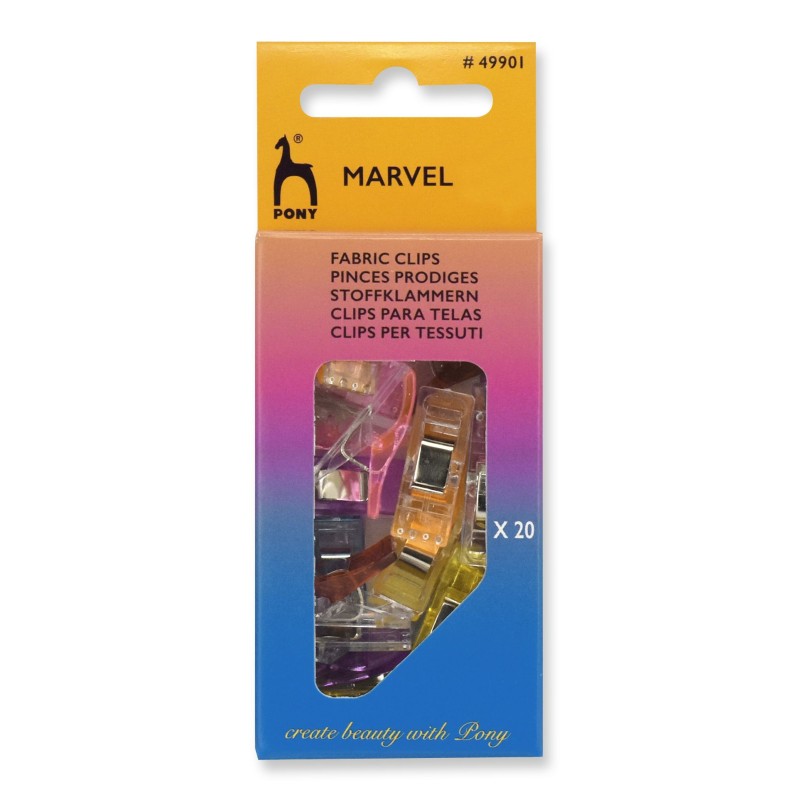 # 49901
®
PONY
MARVEL
FABRIC CLIPS
PINCES PRODIGES
STOFFKLAMMERN
CLIPS PARA TELAS
CLIPS PER TESSUTI
X 20
create beauty with Pony